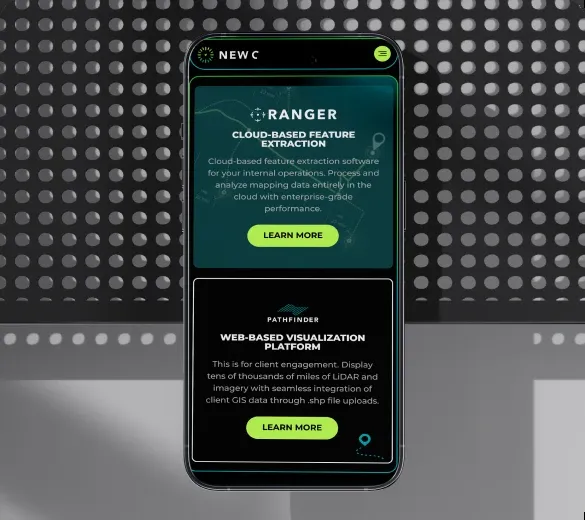 NEW C
RANGER
CLOUD-BASED FEATURE
EXTRACTION
Cloud-based feature extraction software
for your internal operations. Process and
analyze mapping data entirely in the
cloud with enterprise-grade
performance.
LEARN MORE
PATHFINDER
WEB-BASED VISUALIZATION
PLATFORM
This is for client engagement. Display
tens of thousands of miles of LiDAR and
imagery with seamless integration of
client GIS data through .shp file uploads.
LEARN MORE